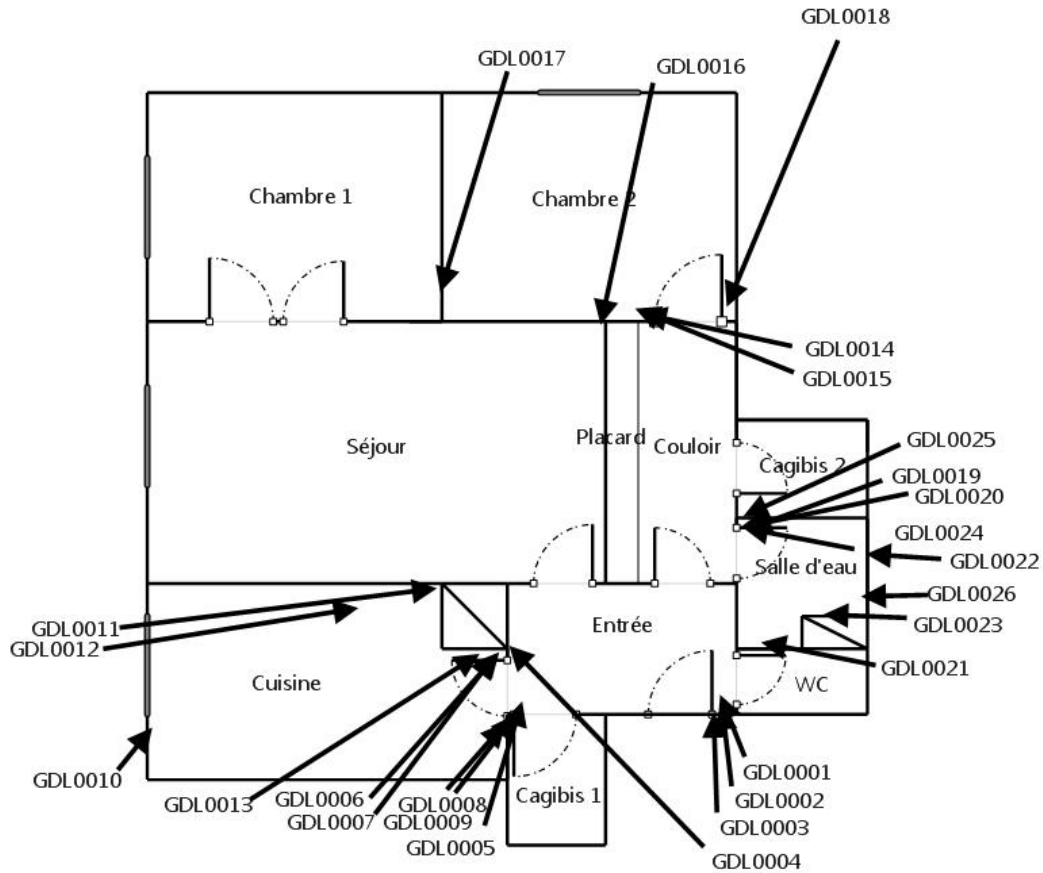 GDL0018
GDL0017
GDL0016
Chambre 1
Chambre 2
GDL0014
GDL0015
Séjour
Placard
Couloir
GDL0025
Cagibis 2
GDL0019
GDL0020
GDL0024
GDL0022
Salle d'eau
GDL0026
GDL0023
GDL0011
GDL0012
Entrée
GDL0021
Cuisine
WC
GDL0010
GDL0013
GDL0006
GDL0007
GDL0008
GDL0009
GDL0005
Cagibis 1
GDL0001
GDL0002
GDL0003
GDL0004